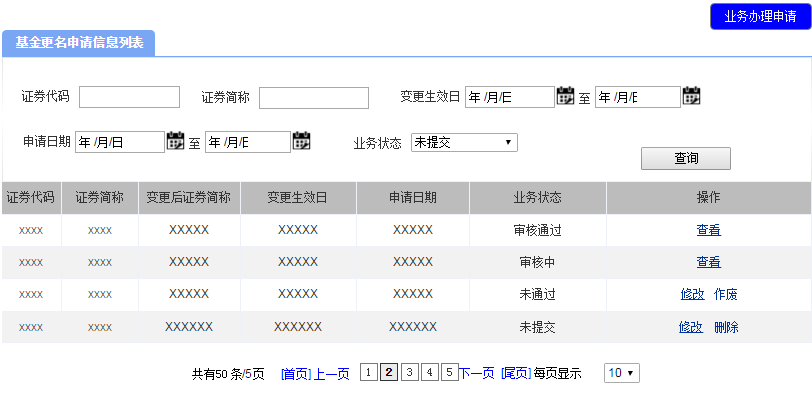 业务办理申请
基金更名申请信息列表
证券代码 证券简称 变更生效日 年 /月/日 至 年 /月/日
申请日期 年 /月/日 至 年 /月/日 业务状态 未提交
查询
证券代码 证券简称 变更后证券简称 变更生效日 申请日期 业务状态 操作
xxxx xxxx XXXXX XXXXX XXXXX 审核通过 查看
xxxx xxxx XXXXX XXXXX XXXXX 审核中 查看
xxxx xxxx XXXXX XXXXX XXXXX 未通过 修改 作废
xxxx xxxx XXXXXX XXXXXX XXXXXX 未提交 修改 删除
共有50 条/5页 [首页] 上一页 1 2 3 4 5 下一页 [尾页] 每页显示 10